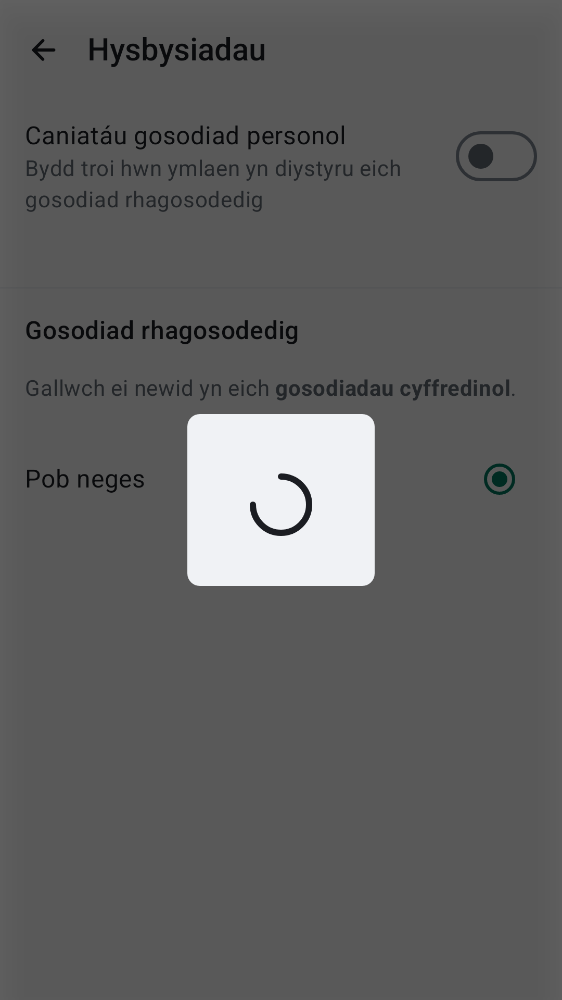 Hysbysiadau
Caniatáu gosodiad personol
Bydd troi hwn ymlaen yn diystyru eich
gosodiad rhagosodedig
Gosodiad rhagosodedig
Gallwch ei newid yn eich gosodiadau cyffredinol.
Pob neges